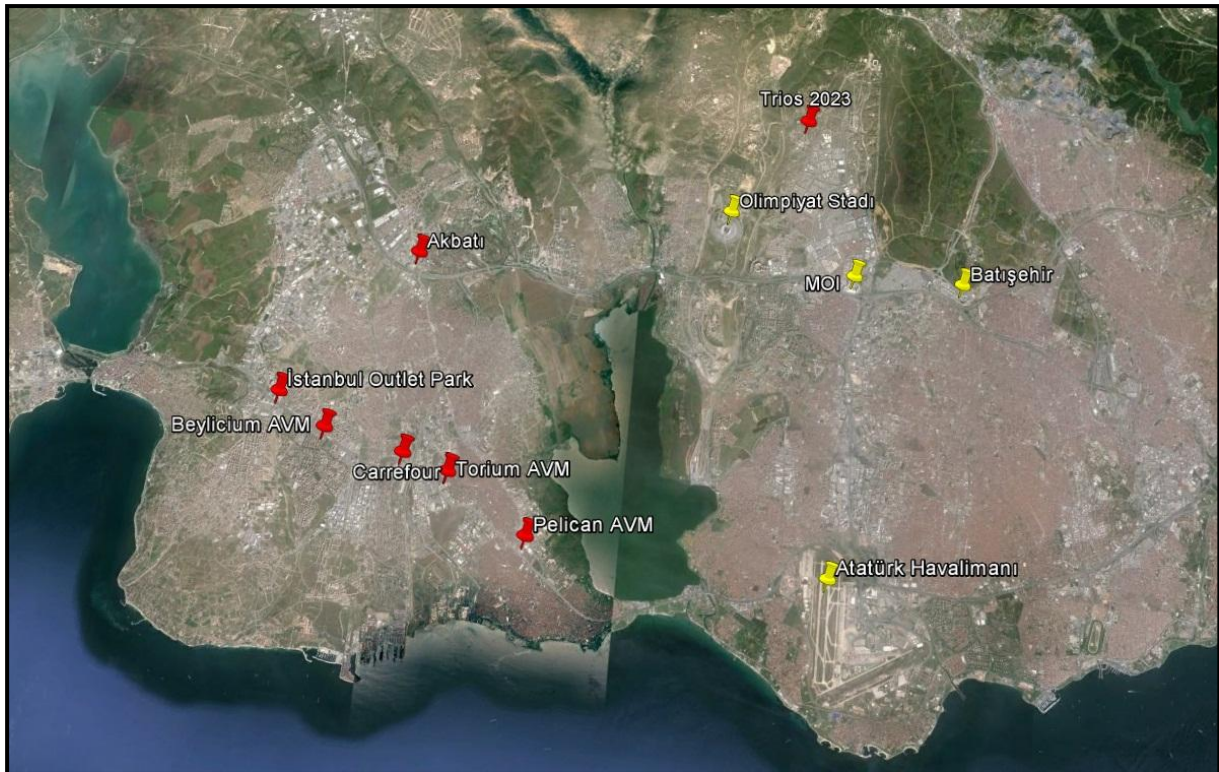 Trios 2023
Olimpiyat Stadı
Akbatı
MOI
Batışehir
İstanbul Outlet Park
Beylicium AVM
Carrefour
Torium AVM
Pelican AVM
Atatürk Havalimanı